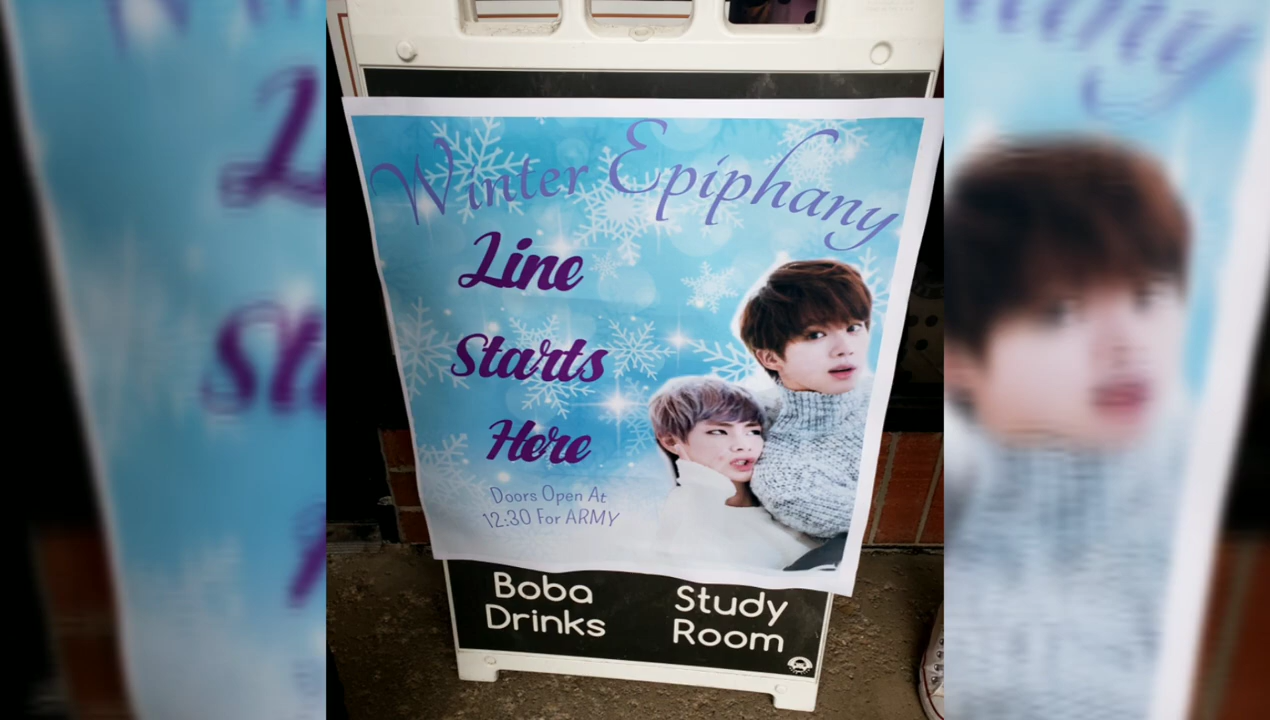 Winter Epiphany
Line
Starts
Here
Doors Open At
12:30 For ARMY
Boba
Drinks
Study
Room